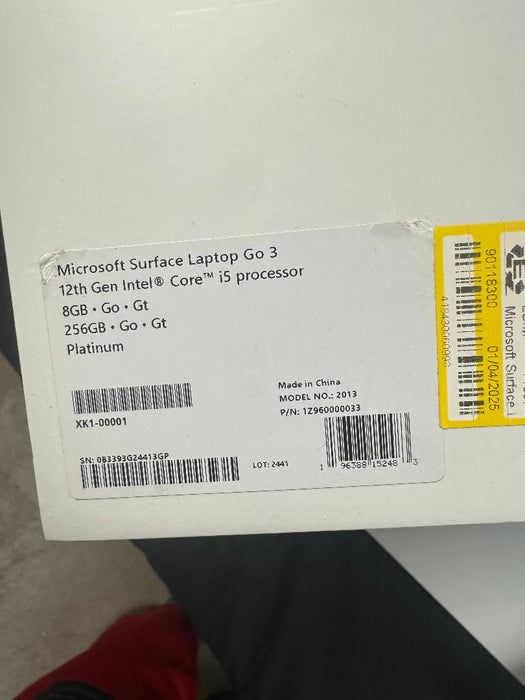 Microsoft Surface Laptop Go 3
12th Gen Intel® Core™ i5 processor
8GB • Go • Gt
256GB • Go • Gt
Platinum
XK1-00001
Made in China
MODEL NO.: 2013
P/N: 1Z960000033
SN: 0B3393G24413GP
LOT: 2441
1 96388 15248 3
90118300
01/04/2025
Microsoft Surface